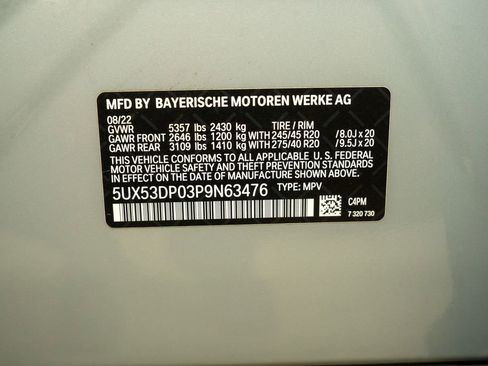 MFD BY BAYERISCHE MOTOREN WERKE AG
08/22
GVWR 5357 lbs 2430 kg TIRE / RIM
GAWR FRONT 2646 lbs 1200 kg WITH 245/45 R20 /8.0J x 20
GAWR REAR 3109 lbs 1410 kg WITH 275/40 R20 /9.5J x 20
THIS VEHICLE CONFORMS TO ALL APPLICABLE U. S. FEDERAL
MOTOR VEHICLE SAFETY AND THEFT PREVENTION STANDARDS
IN EFFECT ON THE DATE OF MANUFACTURE SHOWN ABOVE.
5UX53DP03P9N63476 TYPE: MPV
C4PM
7 320 730